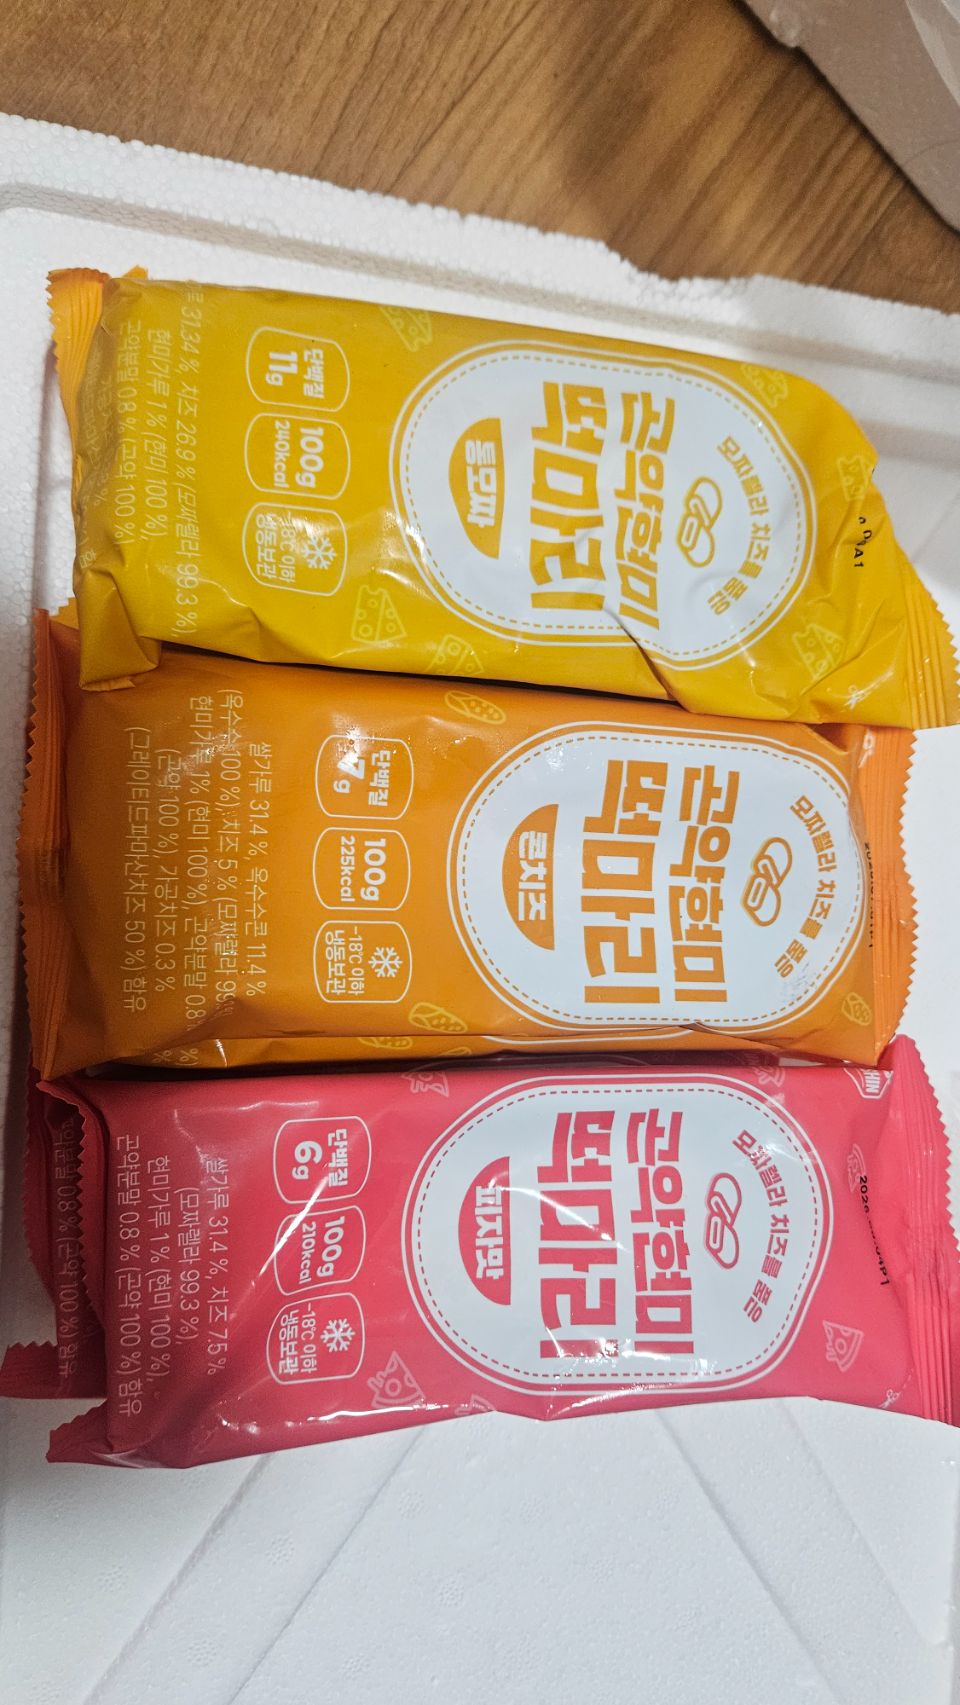 모짜렐라 치즈를 품은
곤약현미
떡마리
통모짜
단백질
11g
100g
240kcal
-18℃ 이하
냉동보관
31.34 %, 치즈 26.9 % (모짜렐라 99.3 %),
현미가루 1 % (현미 100 %),
곤약분말 0.8 % (곤약 100 %)
모짜렐라 치즈를 품은
곤약현미
떡마리
콘치즈
단백질
7g
100g
225kcal
-18℃ 이하
냉동보관
쌀가루 31.4 %, 옥수수콘 11.4 %
(옥수수 100 %), 치즈 5 % (모짜렐라
현미가루 1% (현미 100 %), 곤약분말 0.8
(곤약 100 %), 가공치즈 0.3 %
(그레이티드파마산치즈 50 %) 함유
모짜렐라 치즈를 품은
곤약현미
떡마리
피자맛
단백질
6g
100g
210kcal
-18℃ 이하
냉동보관
쌀가루 31.4 %, 치즈 7.5 %
(모짜렐라 99.3 %),
현미가루 1 % (현미 100 %),
곤약분말 0.8 % (곤약 100 %) 함유
0.8 % (곤약 100 %) 함유